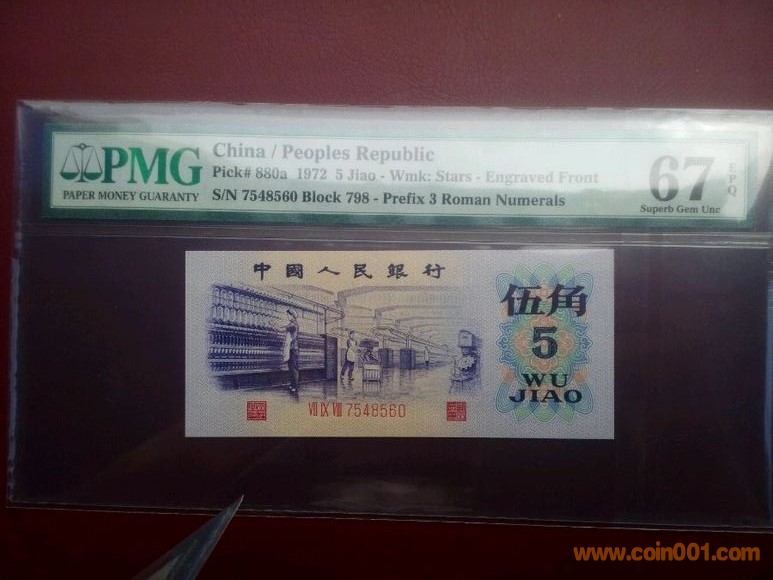 PMG
PAPER MONEY GUARANTY
China / Peoples Republic
Pick# 880a 1972 5 Jiao - Wmk: Stars - Engraved Front
S/N 7548560 Block 798 - Prefix 3 Roman Numerals
67
EPQ
Superb Gem Unc
中國人民銀行
伍角
5
WU
JIAO
VII IX VIII 7548560
www.coin001.com